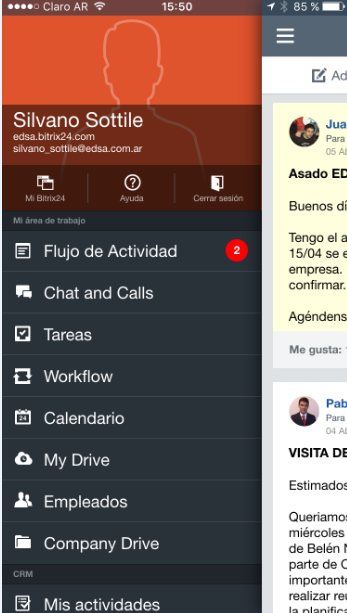 Claro AR 15:50 85 %
Silvano Sottile
edsa.bitrix24.com
silvano_sottile@edsa.com.ar
Mi Bitrix24 Ayuda Cerrar sesión
Mi área de trabajo
Flujo de Actividad 2
Chat and Calls
Tareas
Workflow
Calendario
My Drive
Empleados
Company Drive
CRM
Mis actividades
Ad
Jua
Para
05 Ab
Asado ED
Buenos dí
Tengo el a
15/04 se e
empresa.
confirmar.
Agéndens
Me gusta:
Pab
Para
04 Ab
VISITA DE
Estimados
Queriamos
miércoles
de Belén N
parte de C
importante
realizar reu
la planifica